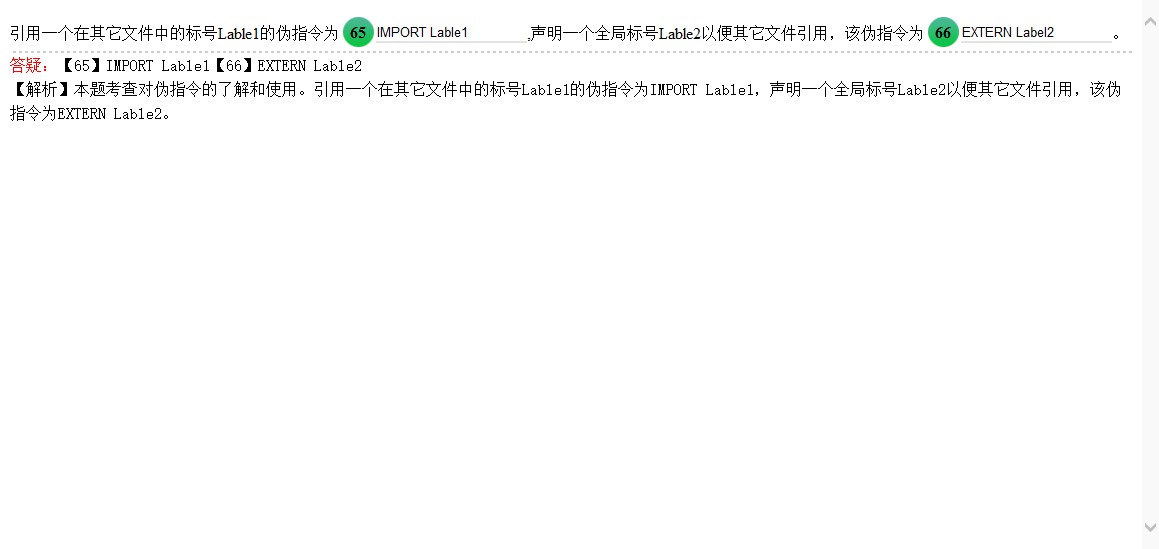 引用一个在其它文件中的标号Lable1的伪指令为 65 IMPORT Lable1 ,声明一个全局标号Lable2以便其它文件引用，该伪指令为 66 EXTERN Label2 。
答疑：【65】IMPORT Lable1【66】EXTERN Lable2
【解析】本题考查对伪指令的了解和使用。引用一个在其它文件中的标号Lable1的伪指令为IMPORT Lable1，声明一个全局标号Lable2以便其它文件引用，该伪
指令为EXTERN Lable2。